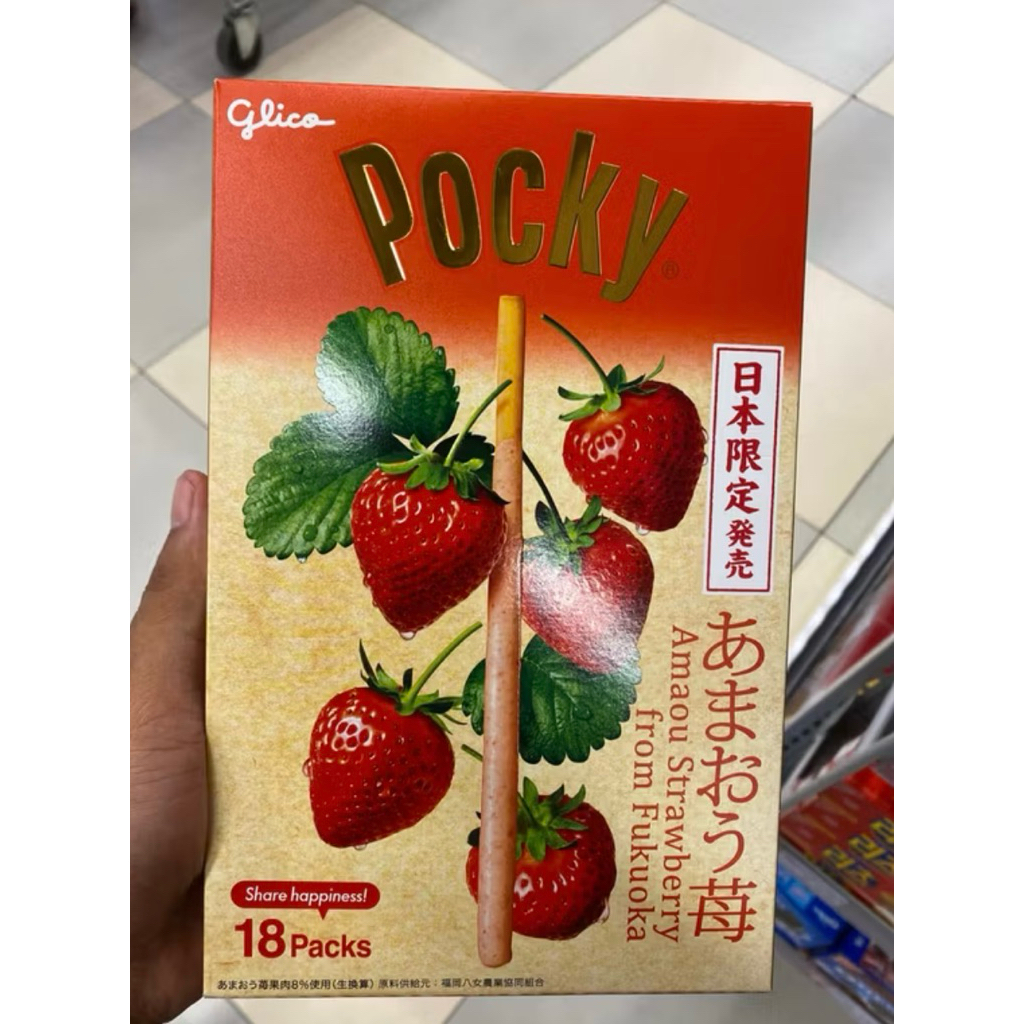 glico
Pocky®
日本限定発売
あまおう苺
Amaou Strawberry
from Fukuoka
Share happiness!
18 Packs
あまおう苺果肉8%使用(生換算) 原料供給元:福岡八女農業協同組合